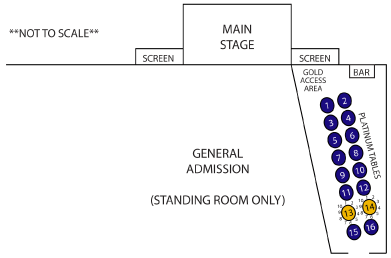 **NOT TO SCALE**
MAIN
STAGE
SCREEN
SCREEN
GOLD
ACCESS
AREA
BAR
PLATINUM TABLES
1
2
3
4
5
6
7
8
9
10
11
12
13
14
15
16
GENERAL
ADMISSION
(STANDING ROOM ONLY)